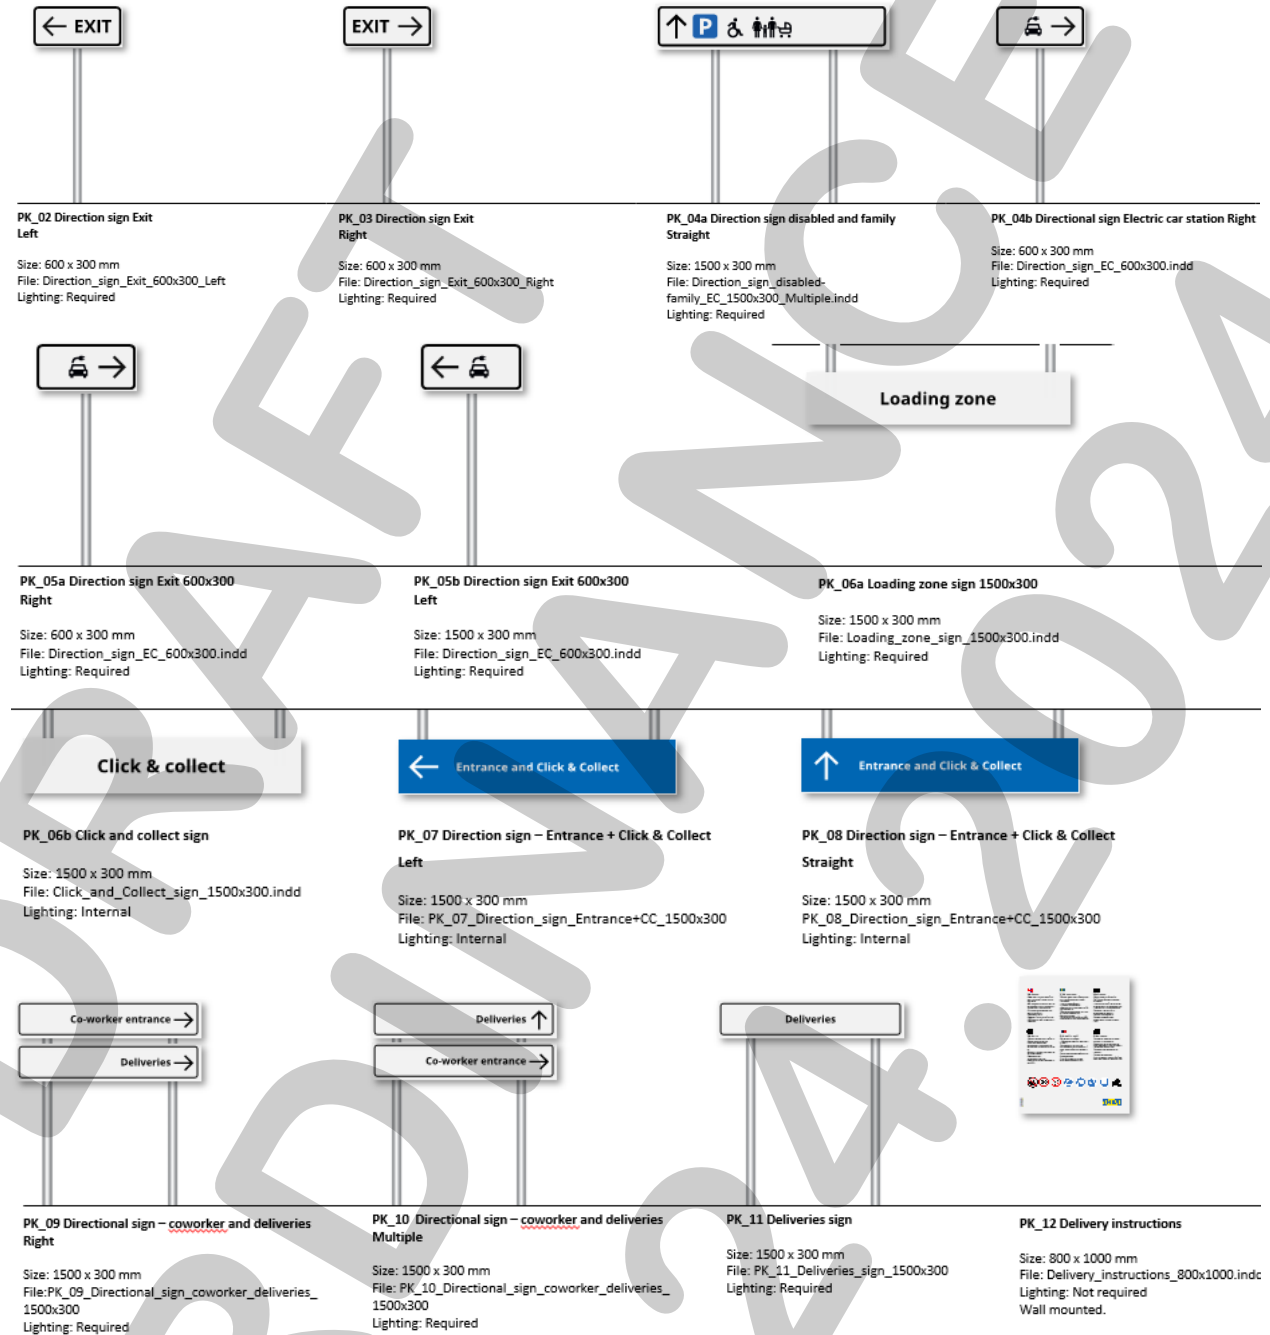 ← EXIT
EXIT →
↑ P
→
PK_02 Direction sign Exit
Left
Size: 600 x 300 mm
File: Direction_sign_Exit_600x300_Left
Lighting: Required
PK_03 Direction sign Exit
Right
Size: 600 x 300 mm
File: Direction_sign_Exit_600x300_Right
Lighting: Required
PK_04a Direction sign disabled and family
Straight
Size: 1500 x 300 mm
File: Direction_sign_disabled-
family_EC_1500x300_Multiple.indd
Lighting: Required
PK_04b Directional sign Electric car station Right
Size: 600 x 300 mm
File: Direction_sign_EC_600x300.indd
Lighting: Required
→
←
Loading zone
PK_05a Direction sign Exit 600x300
Right
Size: 600 x 300 mm
File: Direction_sign_EC_600x300.indd
Lighting: Required
PK_05b Direction sign Exit 600x300
Left
Size: 1500 x 300 mm
File: Direction_sign_EC_600x300.indd
Lighting: Required
PK_06a Loading zone sign 1500x300
Size: 1500 x 300 mm
File: Loading_zone_sign_1500x300.indd
Lighting: Required
Click & collect
← Entrance and Click & Collect
↑ Entrance and Click & Collect
PK_06b Click and collect sign
Size: 1500 x 300 mm
File: Click_and_Collect_sign_1500x300.indd
Lighting: Internal
PK_07 Direction sign – Entrance + Click & Collect
Left
Size: 1500 x 300 mm
File: PK_07_Direction_sign_Entrance+CC_1500x300
Lighting: Internal
PK_08 Direction sign – Entrance + Click & Collect
Straight
Size: 1500 x 300 mm
PK_08_Direction_sign_Entrance+CC_1500x300
Lighting: Internal
Co-worker entrance →
Deliveries →
Deliveries ↑
Co-worker entrance →
Deliveries
IKEA
PK_09 Directional sign – coworker and deliveries
Right
Size: 1500 x 300 mm
File:PK_09_Directional_sign_coworker_deliveries_
1500x300
Lighting: Required
PK_10 Directional sign – coworker and deliveries
Multiple
Size: 1500 x 300 mm
File: PK_10_Directional_sign_coworker_deliveries_
1500x300
Lighting: Required
PK_11 Deliveries sign
Size: 1500 x 300 mm
File: PK_11_Deliveries_sign_1500x300
Lighting: Required
PK_12 Delivery instructions
Size: 800 x 1000 mm
File: Delivery_instructions_800x1000.indd
Lighting: Not required
Wall mounted.
DRAFT